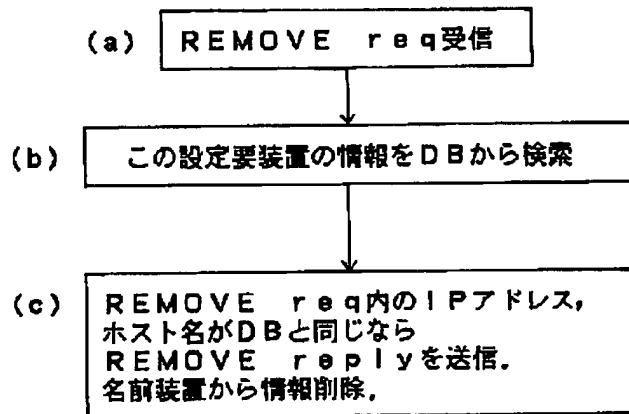 (a) REMOVE req受信
(b) この設定要装置の情報をDBから検索
(c) REMOVE req内のIPアドレス,
ホスト名がDBと同じなら
REMOVE replyを送信.
名前装置から情報削除.